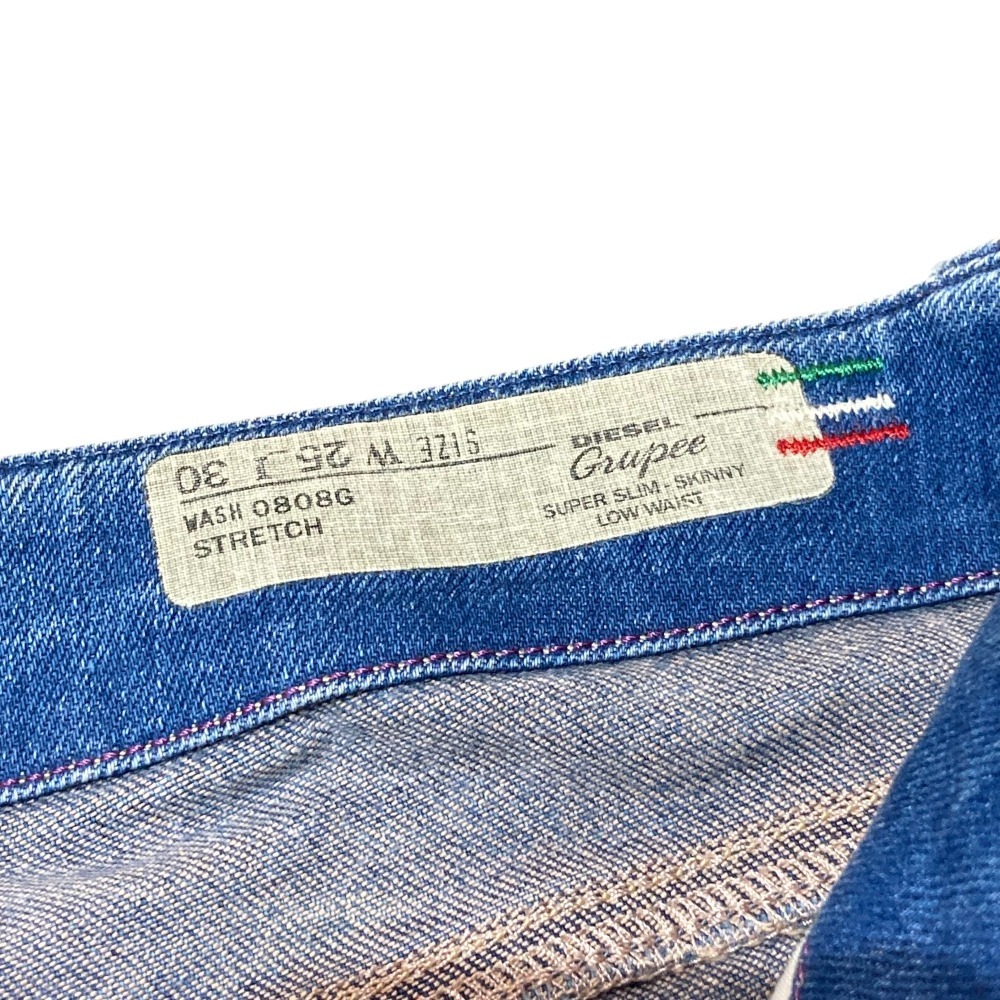 SIZE W 25 L 30
WASH 0808G
STRETCH
DIESEL
Grupee
SUPER SLIM-SKINNY
LOW WAIST